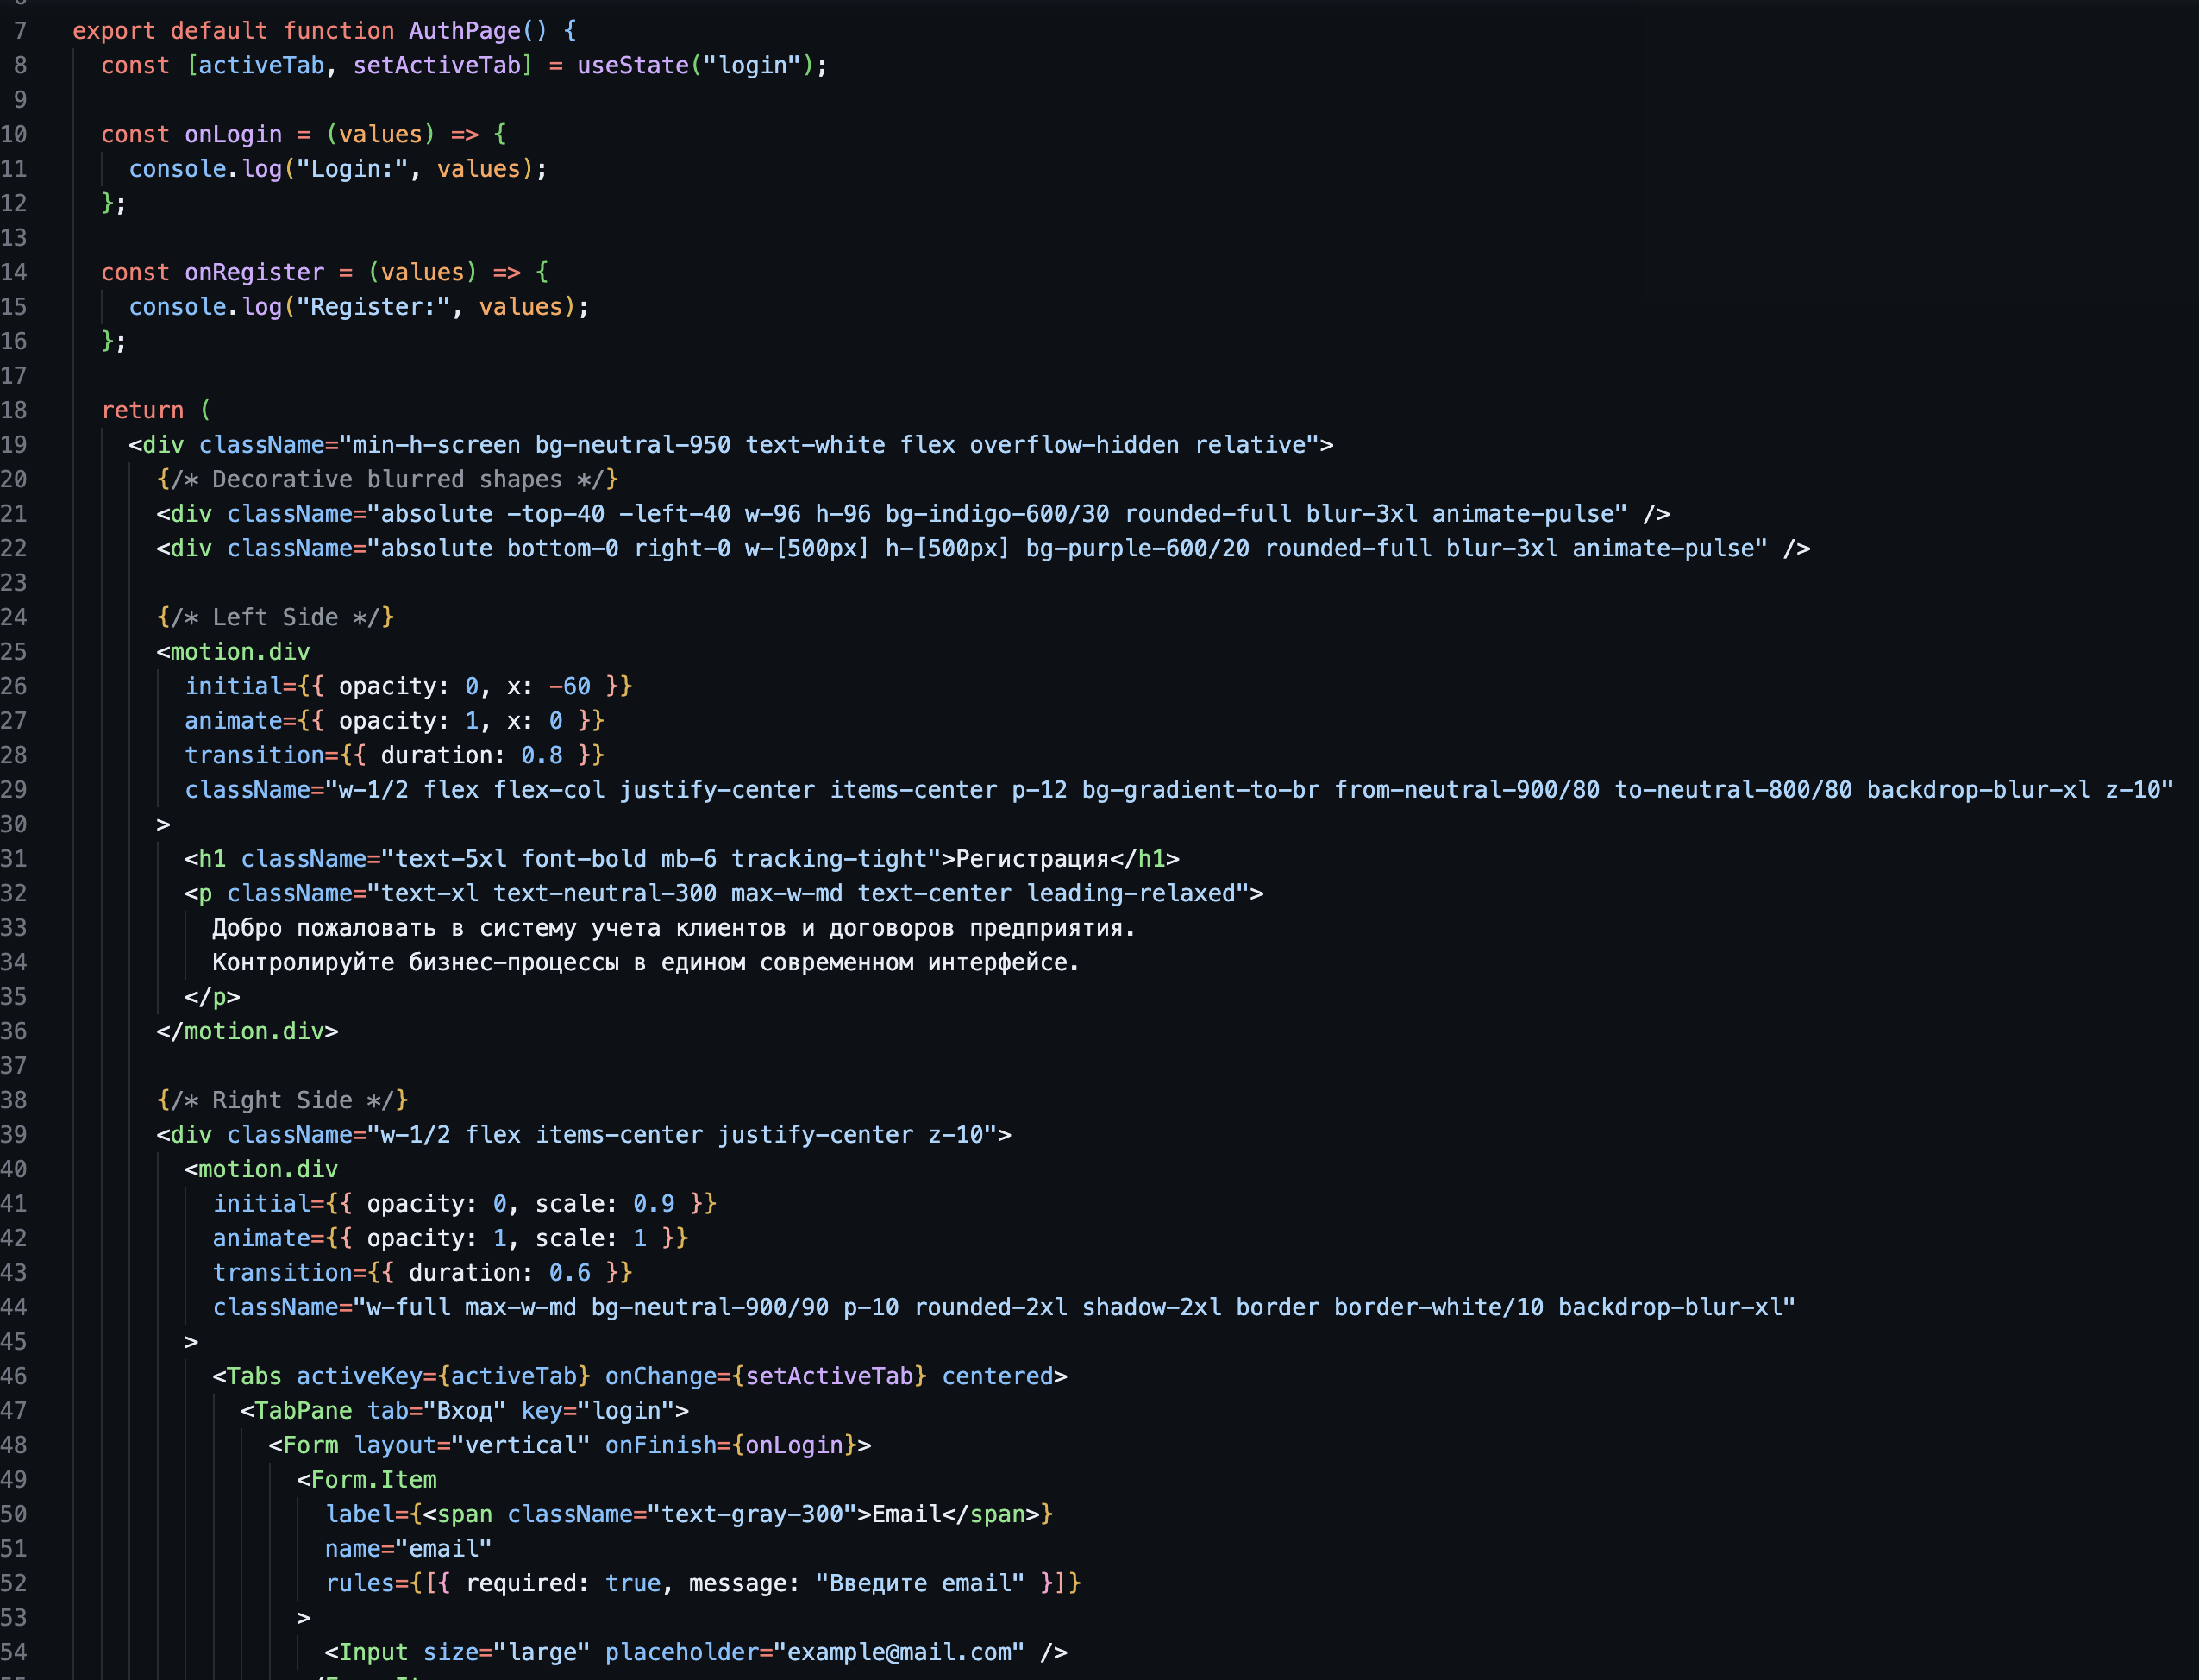 7 export default function AuthPage() {
8 const [activeTab, setActiveTab] = useState("login");
9
10 const onLogin = (values) => {
11 console.log("Login:", values);
12 };
13
14 const onRegister = (values) => {
15 console.log("Register:", values);
16 };
17
18 return (
19 <div className="min-h-screen bg-neutral-950 text-white flex overflow-hidden relative">
20 {/* Decorative blurred shapes */}
21 <div className="absolute -top-40 -left-40 w-96 h-96 bg-indigo-600/30 rounded-full blur-3xl animate-pulse" />
22 <div className="absolute bottom-0 right-0 w-[500px] h-[500px] bg-purple-600/20 rounded-full blur-3xl animate-pulse" />
23
24 {/* Left Side */}
25 <motion.div
26 initial={{ opacity: 0, x: -60 }}
27 animate={{ opacity: 1, x: 0 }}
28 transition={{ duration: 0.8 }}
29 className="w-1/2 flex flex-col justify-center items-center p-12 bg-gradient-to-br from-neutral-900/80 to-neutral-800/80 backdrop-blur-xl z-10"
30 >
31 <h1 className="text-5xl font-bold mb-6 tracking-tight">Регистрация</h1>
32 <p className="text-xl text-neutral-300 max-w-md text-center leading-relaxed">
33 Добро пожаловать в систему учета клиентов и договоров предприятия.
34 Контролируйте бизнес-процессы в едином современном интерфейсе.
35 </p>
36 </motion.div>
37
38 {/* Right Side */}
39 <div className="w-1/2 flex items-center justify-center z-10">
40 <motion.div
41 initial={{ opacity: 0, scale: 0.9 }}
42 animate={{ opacity: 1, scale: 1 }}
43 transition={{ duration: 0.6 }}
44 className="w-full max-w-md bg-neutral-900/90 p-10 rounded-2xl shadow-2xl border border-white/10 backdrop-blur-xl"
45 >
46 <Tabs activeKey={activeTab} onChange={setActiveTab} centered>
47 <TabPane tab="Вход" key="login">
48 <Form layout="vertical" onFinish={onLogin}>
49 <Form.Item
50 label={<span className="text-gray-300">Email</span>}
51 name="email"
52 rules={[{ required: true, message: "Введите email" }]}
53 >
54 <Input size="large" placeholder="example@mail.com" />